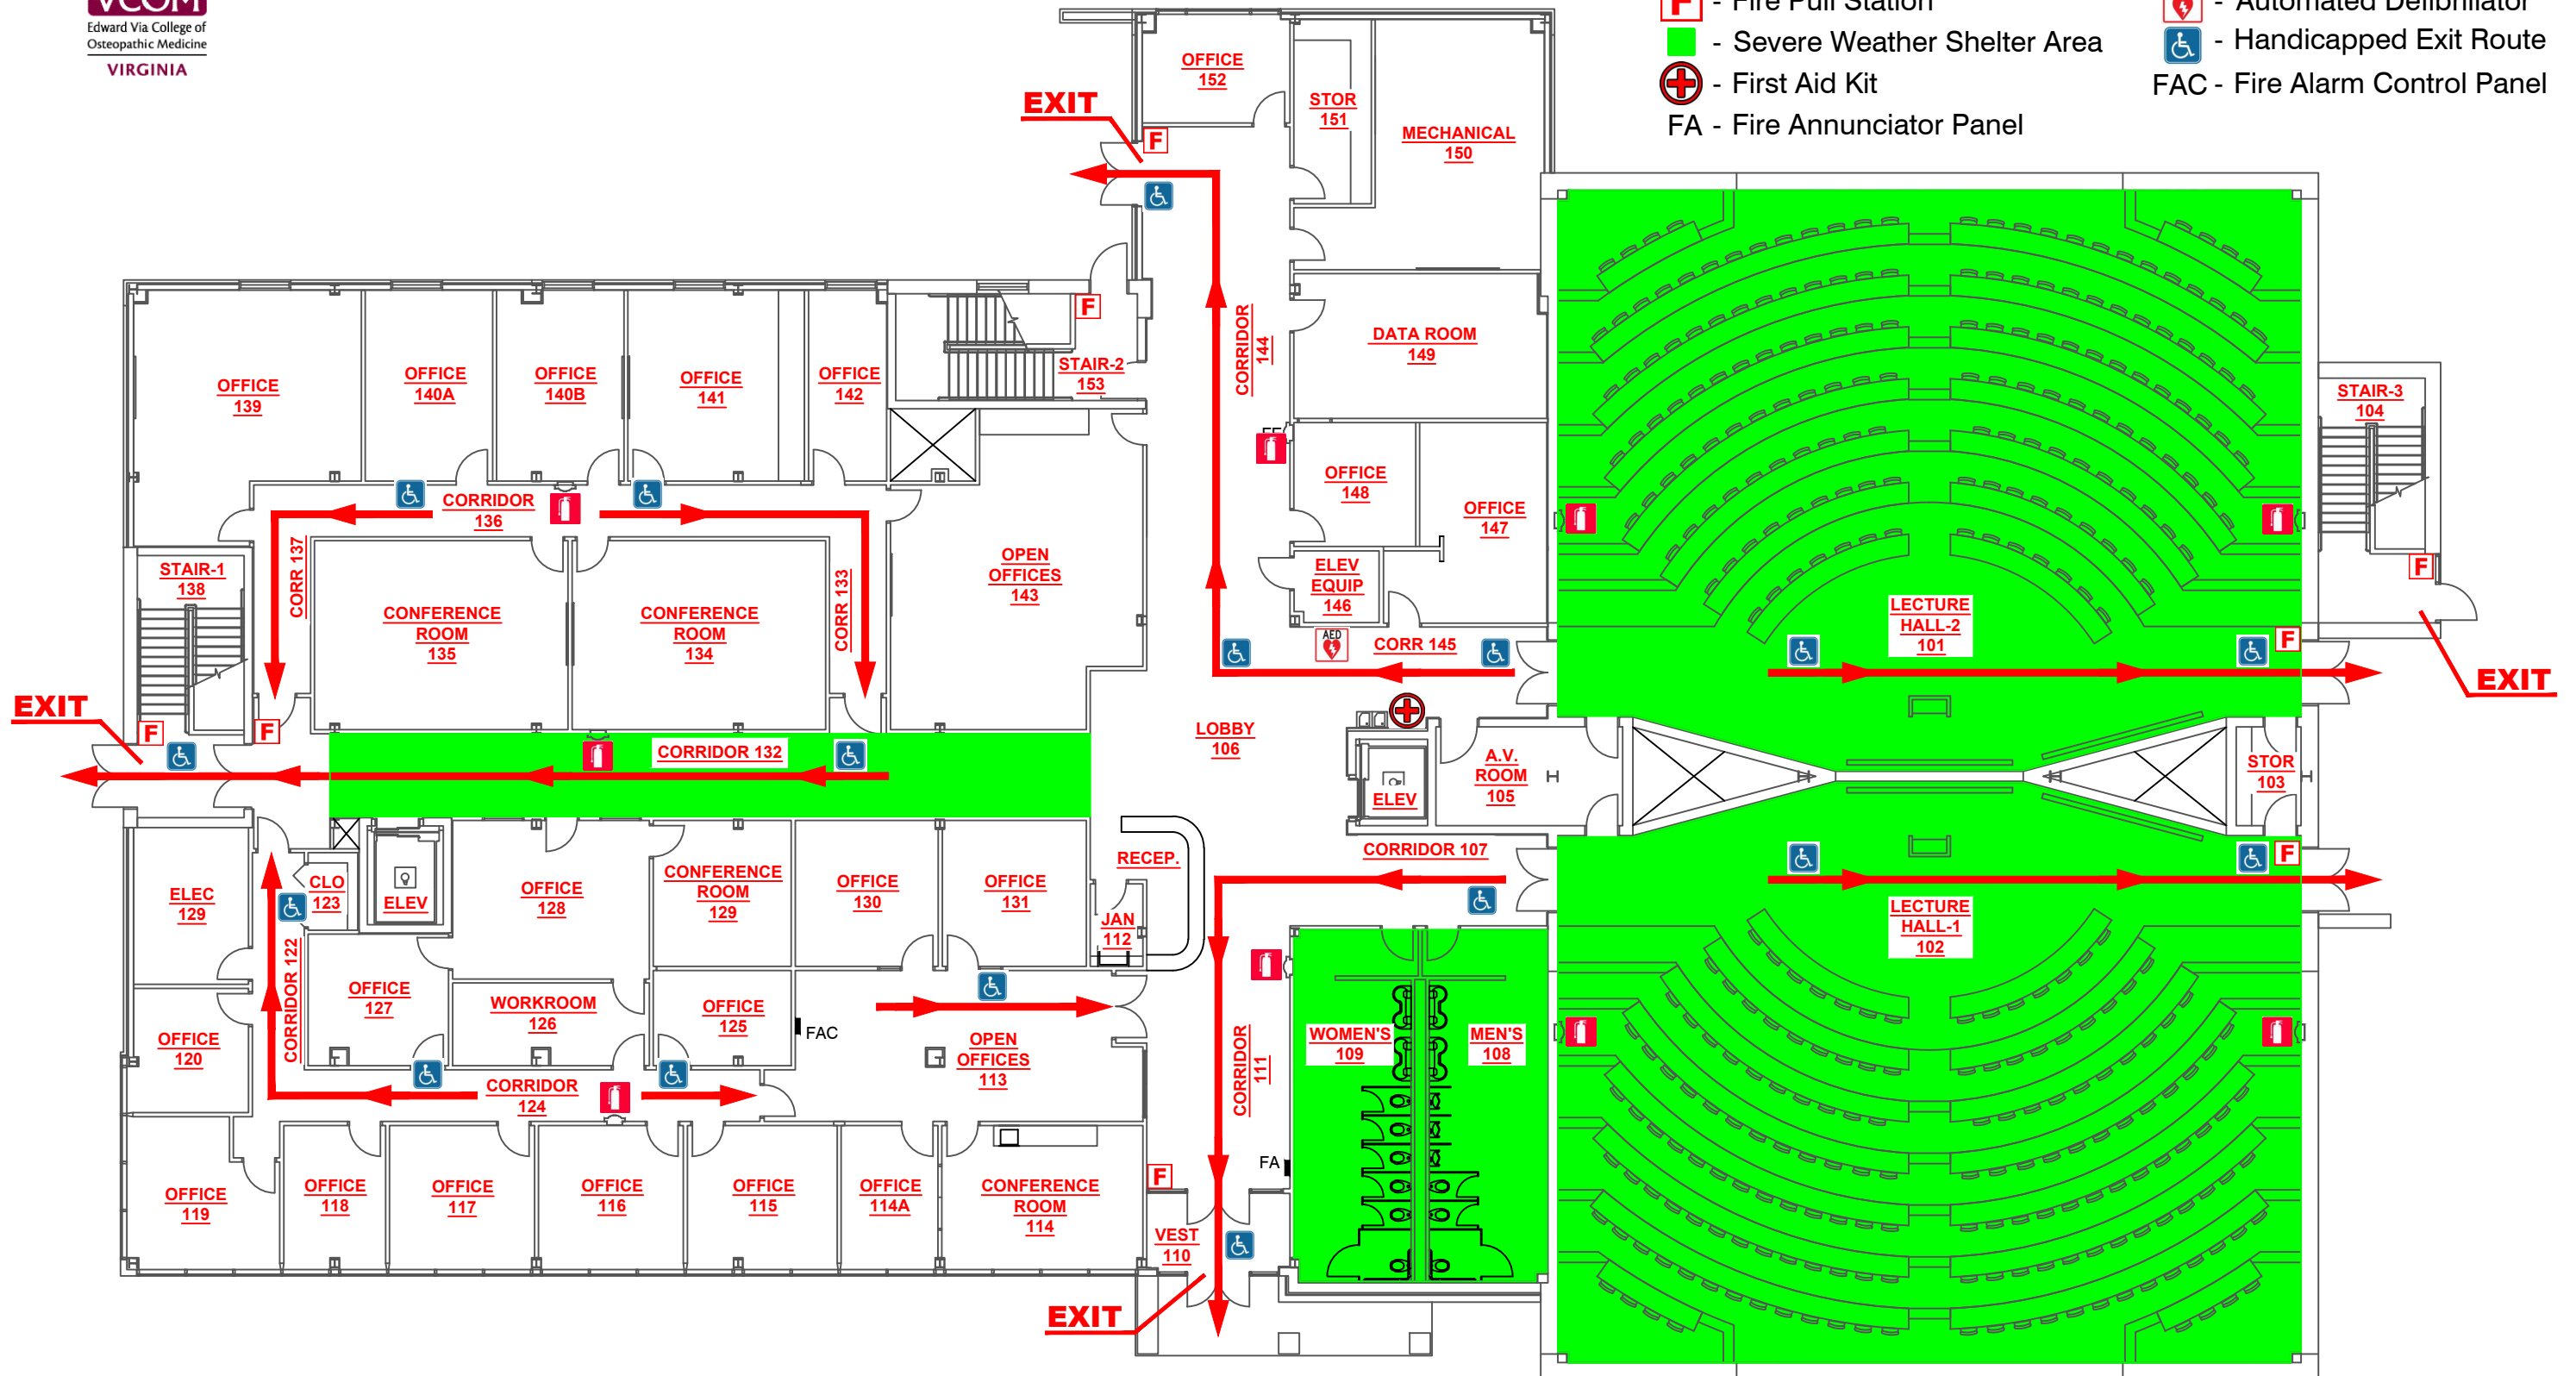 VCOM
Edward Via College of
Osteopathic Medicine
VIRGINIA
F - Fire Pull Station
- Automated Defibrillator
- Severe Weather Shelter Area
- Handicapped Exit Route
- First Aid Kit
FAC - Fire Alarm Control Panel
FA - Fire Annunciator Panel
OFFICE
152
STOR
151
MECHANICAL
150
EXIT
F
F
CORRIDOR
144
DATA ROOM
149
STAIR-2
153
OFFICE
139
OFFICE
140A
OFFICE
140B
OFFICE
141
OFFICE
142
STAIR-3
104
F
EXIT
OFFICE
148
OFFICE
147
CORRIDOR
136
CORR 137
CORR 133
STAIR-1
138
CONFERENCE
ROOM
135
CONFERENCE
ROOM
134
OPEN
OFFICES
143
ELEV
EQUIP
146
AED
CORR 145
LECTURE
HALL-2
101
F
EXIT
F
F
CORRIDOR 132
LOBBY
106
A.V.
ROOM
105
ELEV
STOR
103
CORRIDOR 107
F
LECTURE
HALL-1
102
RECEP.
JAN
112
ELEC
129
CLO
123
ELEV
OFFICE
128
CONFERENCE
ROOM
129
OFFICE
130
OFFICE
131
CORRIDOR 122
OFFICE
127
WORKROOM
126
OFFICE
125
FAC
OPEN
OFFICES
113
OFFICE
120
CORRIDOR
124
CORRIDOR
111
WOMEN'S
109
MEN'S
108
FA
F
OFFICE
119
OFFICE
118
OFFICE
117
OFFICE
116
OFFICE
115
OFFICE
114A
CONFERENCE
ROOM
114
VEST
110
EXIT